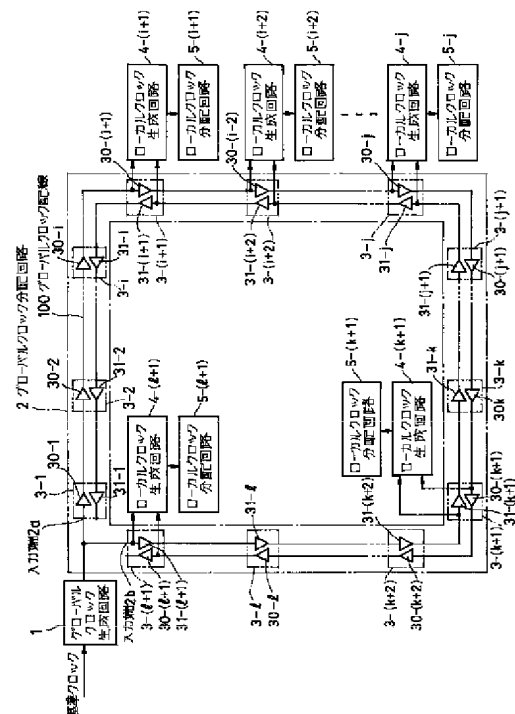 基準クロック
1
グローバル
クロック
生成回路
入力端2a
入力端2b
2 グローバルクロック分配回路
100 グローバルクロック配線
3-1
30-1
31-1
30-2
31-2
3-2
30-i
31-i
3-i
30-(i+1)
31-(i+1)
3-(i+1)
4-(i+1)
ローカルクロック
生成回路
5-(i+1)
ローカルクロック
分配回路
30-(i-2)
31-(i+2)
3-(i+2)
4-(i+2)
ローカルクロック
生成回路
5-(i+2)
ローカルクロック
分配回路
30-j
31-j
3-j
4-j
ローカルクロック
生成回路
5-j
ローカルクロック
分配回路
4-(ℓ+1)
ローカルクロック
生成回路
5-(ℓ+1)
ローカルクロック
分配回路
3-(ℓ+1)
30-(ℓ+1)
31-(ℓ+1)
31-ℓ
3-ℓ
30-ℓ
31-(k+2)
3-(k+2)
30-(k+2)
5-(k+1)
ローカルクロック
分配回路
4-(k+1)
ローカルクロック
生成回路
30-(k+1)
31-(k+1)
3-(k+1)
31-k
3-k
30k
31-(j+1)
3-(j+1)
30-(j+1)